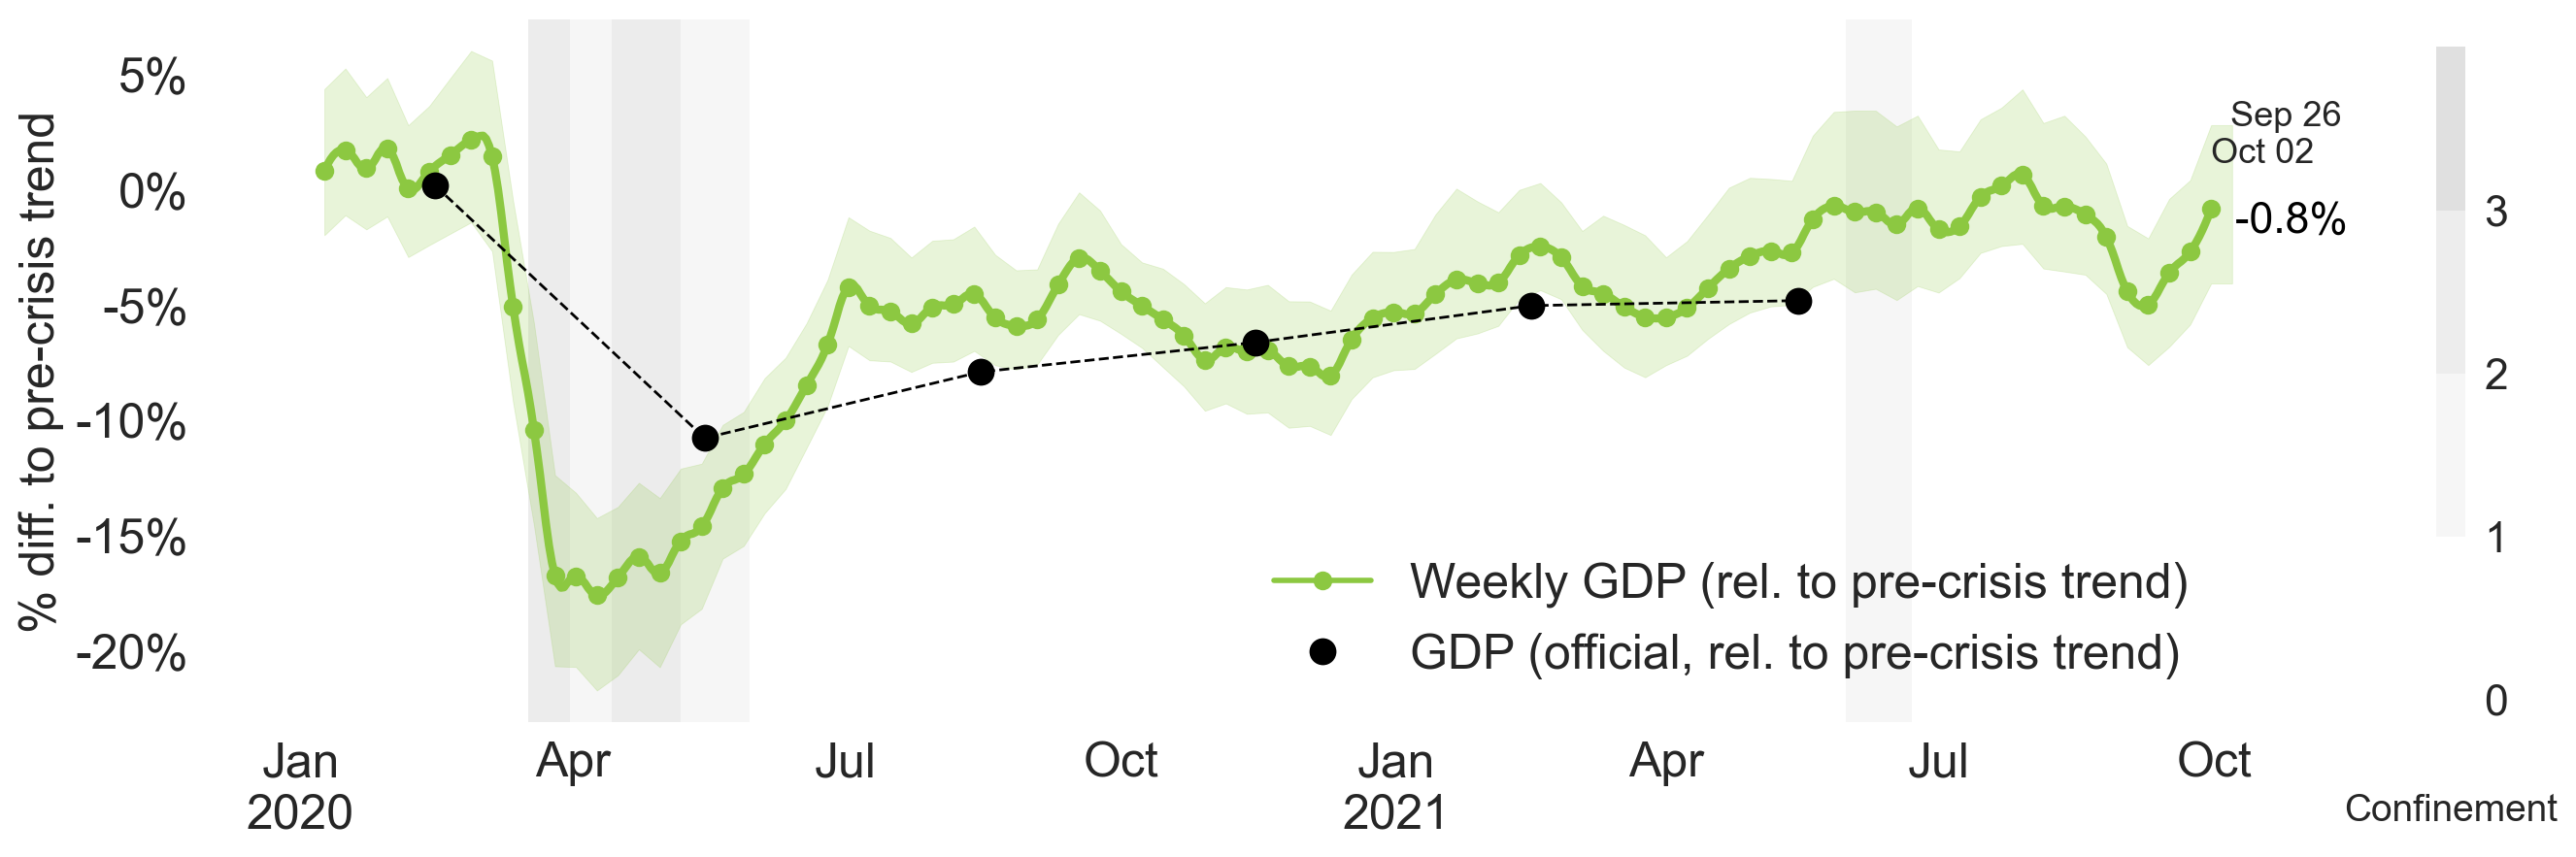 % diff. to pre-crisis trend
5%
0%
-5%
-10%
-15%
-20%
Sep 26
Oct 02
-0.8%
Weekly GDP (rel. to pre-crisis trend)
GDP (official, rel. to pre-crisis trend)
Jan Apr Jul Oct Jan Apr Jul Oct
2020 2021
3
2
1
0
Confinement